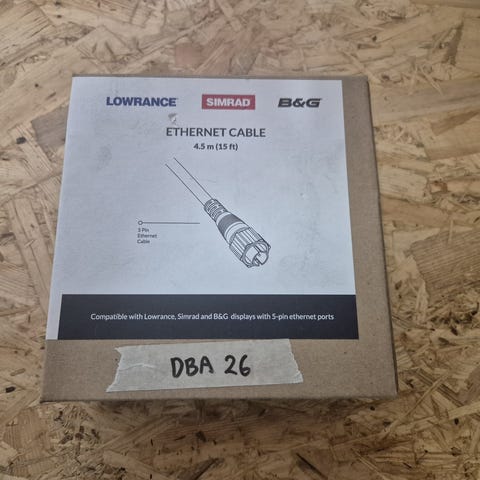 LOWRANCE SIMRAD B&G
ETHERNET CABLE
4.5 m (15 ft)
5 Pin
Ethernet
Cable
Compatible with Lowrance, Simrad and B&G displays with 5-pin ethernet ports
DBA 26